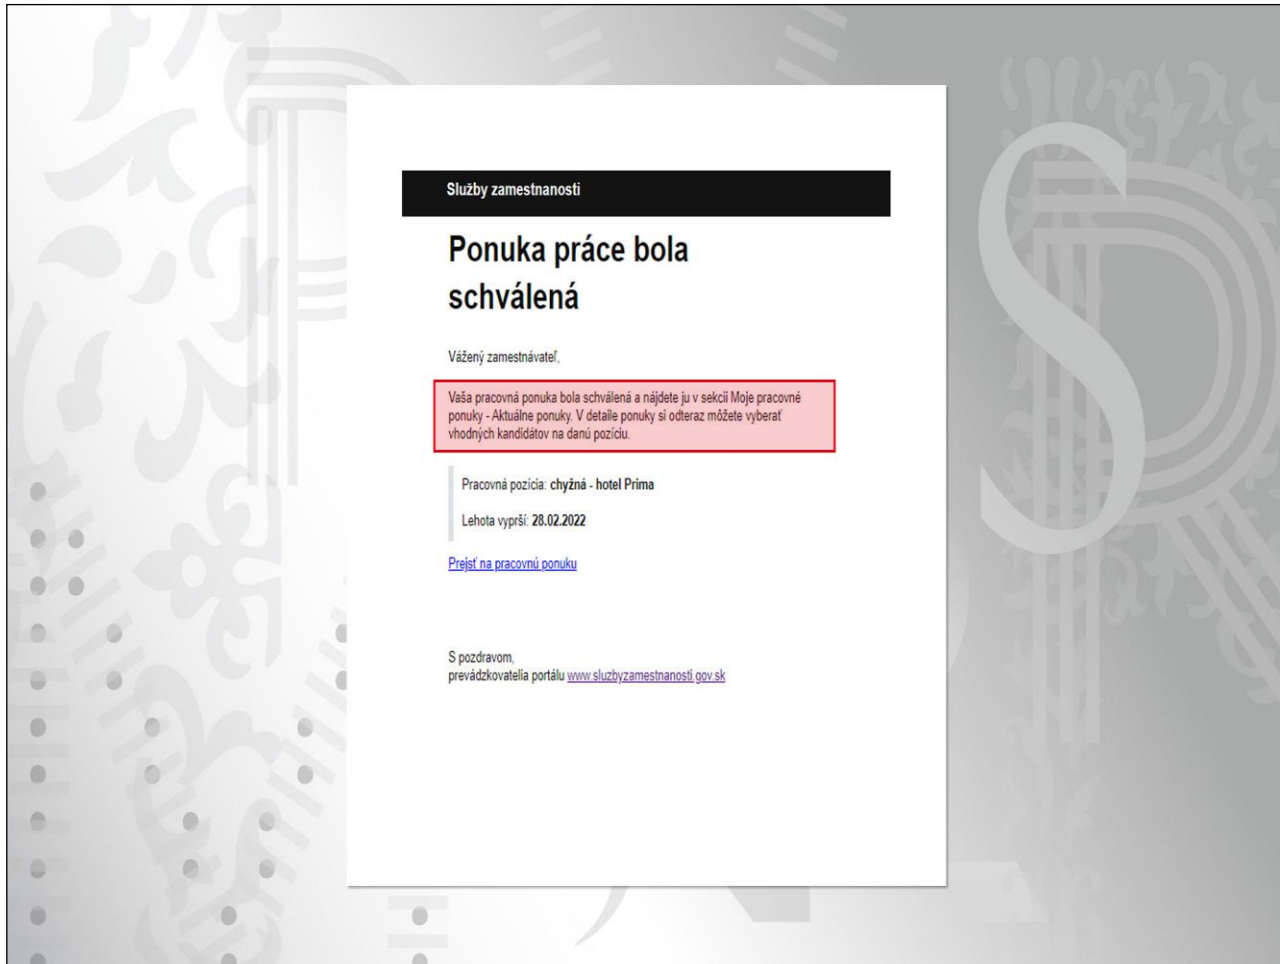 Služby zamestnanosti
Ponuka práce bola
schválená
Vážený zamestnávateľ,
Vaša pracovná ponuka bola schválená a nájdete ju v sekcii Moje pracovné
ponuky - Aktuálne ponuky. V detaile ponuky si odteraz môžete vyberať
vhodných kandidátov na danú pozíciu.
Pracovná pozícia: chyžná - hotel Prima
Lehota vyprší: 28.02.2022
Prejsť na pracovnú ponuku
S pozdravom,
prevádzkovatelia portálu www.sluzbyzamestnanosti.gov.sk